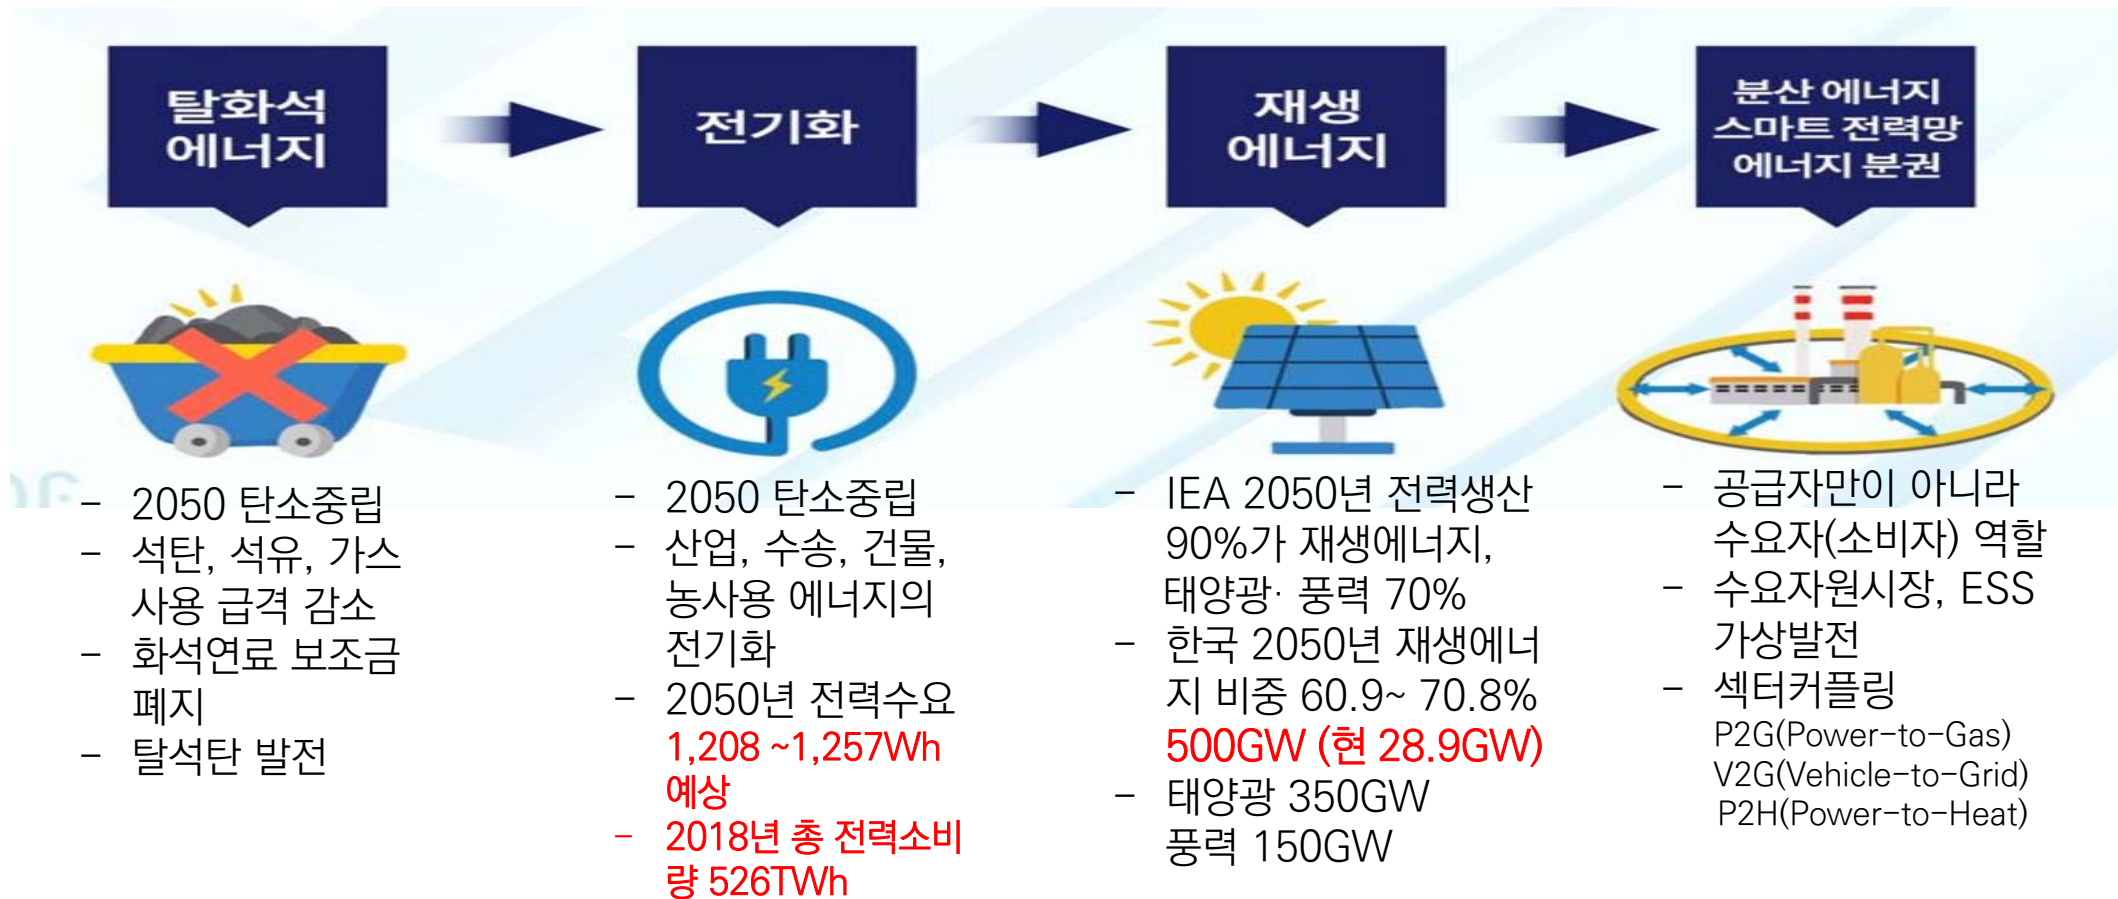 탈화석
에너지
전기화
재생
에너지
분산 에너지
스마트 전력망
에너지 분권
- 2050 탄소중립
- 석탄, 석유, 가스
사용 급격 감소
- 화석연료 보조금
폐지
- 탈석탄 발전
- 2050 탄소중립
- 산업, 수송, 건물,
농사용 에너지의
전기화
- 2050년 전력수요
1,208 ~1,257Wh
예상
- 2018년 총 전력소비
량 526TWh
- IEA 2050년 전력생산
90%가 재생에너지,
태양광· 풍력 70%
- 한국 2050년 재생에너
지 비중 60.9~ 70.8%
500GW (현 28.9GW)
- 태양광 350GW
풍력 150GW
- 공급자만이 아니라
수요자(소비자) 역할
- 수요자원시장, ESS
가상발전
- 섹터커플링
P2G(Power-to-Gas)
V2G(Vehicle-to-Grid)
P2H(Power-to-Heat)